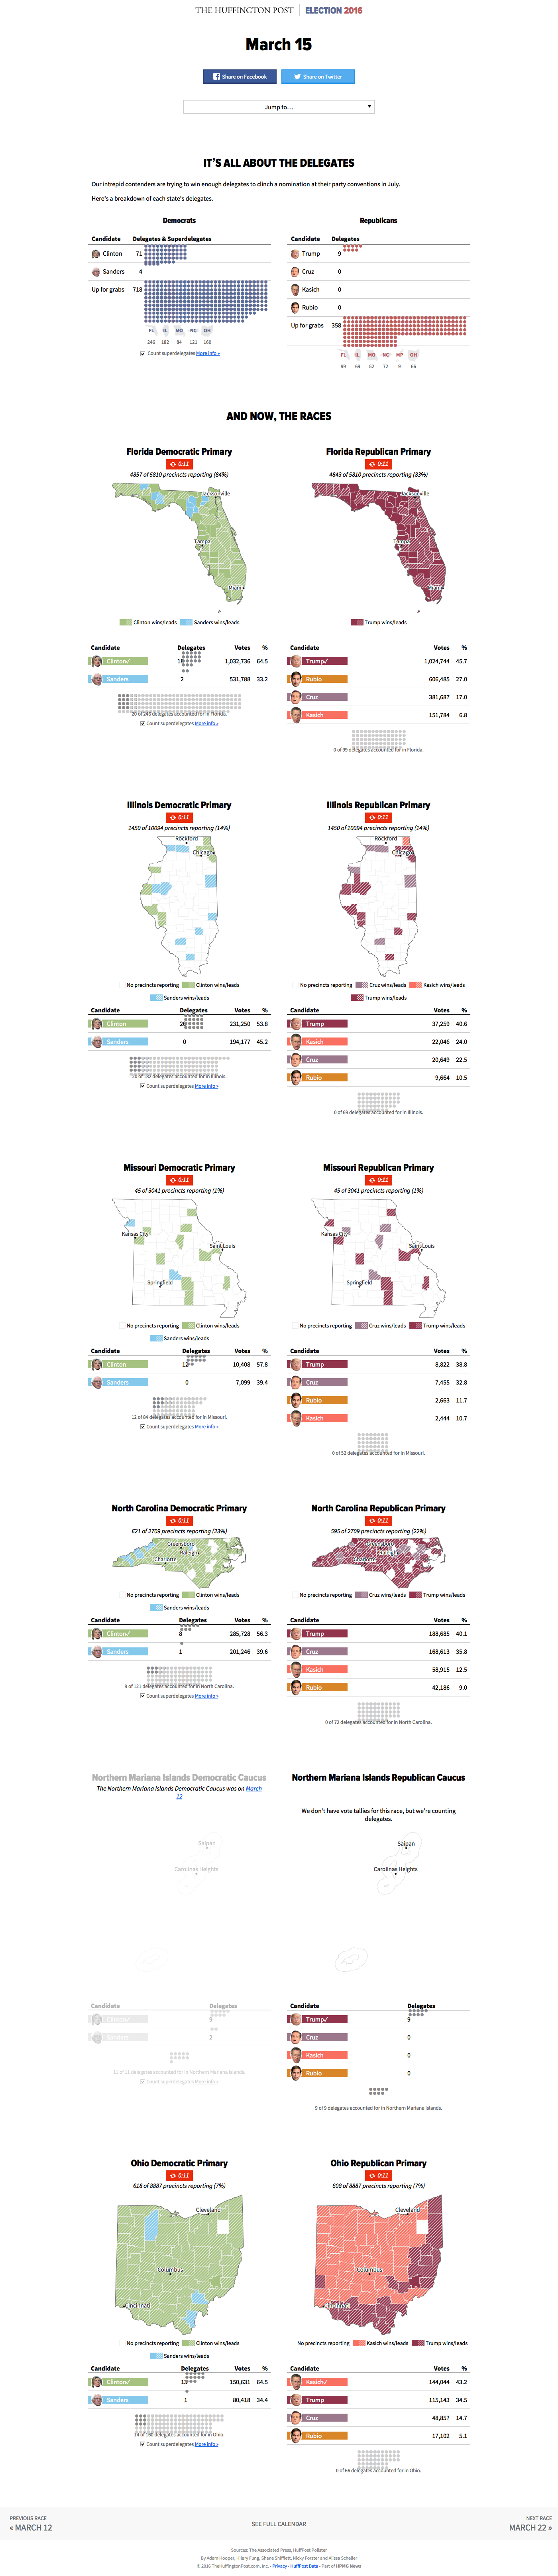 THE HUFFINGTON POST ELECTION 2016
March 15
Share on Facebook Share on Twitter
Jump to...
IT'S ALL ABOUT THE DELEGATES
Our intrepid contenders are trying to win enough delegates to clinch a nomination at their party conventions in July.
Here's a breakdown of each state's delegates.
Democrats
Candidate Delegates & Superdelegates
Clinton 71
Sanders 4
Up for grabs 718
FL IL MO NC OH
246 182 84 121 160
Count superdelegates More info »
Republicans
Candidate Delegates
Trump 9
Cruz 0
Kasich 0
Rubio 0
Up for grabs 358
FL IL MO NC MP OH
99 69 52 72 9 66
AND NOW, THE RACES
Florida Democratic Primary
0:11
4857 of 5810 precincts reporting (84%)
Jacksonville
Tampa
Miami
Clinton wins/leads Sanders wins/leads
Candidate Delegates Votes %
Clinton✓ 18 1,032,736 64.5
Sanders 2 531,788 33.2
20 of 246 delegates accounted for in Florida.
Count superdelegates More info »
Florida Republican Primary
0:11
4843 of 5810 precincts reporting (83%)
Jacksonville
Tampa
Miami
Trump wins/leads
Candidate Votes %
Trump✓ 1,024,744 45.7
Rubio 606,485 27.0
Cruz 381,687 17.0
Kasich 151,784 6.8
0 of 99 delegates accounted for in Florida.
Illinois Democratic Primary
0:11
1450 of 10094 precincts reporting (14%)
Rockford
Chicago
No precincts reporting Clinton wins/leads
Sanders wins/leads
Candidate Delegates Votes %
Clinton 20 231,250 53.8
Sanders 0 194,177 45.2
20 of 182 delegates accounted for in Illinois.
Count superdelegates More info »
Illinois Republican Primary
0:11
1450 of 10094 precincts reporting (14%)
Rockford
Chicago
No precincts reporting Cruz wins/leads Kasich wins/leads
Trump wins/leads
Candidate Votes %
Trump 37,259 40.6
Kasich 22,046 24.0
Cruz 20,649 22.5
Rubio 9,664 10.5
0 of 69 delegates accounted for in Illinois.
Missouri Democratic Primary
0:11
45 of 3041 precincts reporting (1%)
Kansas City
Saint Louis
Springfield
No precincts reporting Clinton wins/leads
Sanders wins/leads
Candidate Delegates Votes %
Clinton 12 10,408 57.8
Sanders 0 7,099 39.4
12 of 84 delegates accounted for in Missouri.
Count superdelegates More info »
Missouri Republican Primary
0:11
45 of 3041 precincts reporting (1%)
Kansas City
Saint Louis
Springfield
No precincts reporting Cruz wins/leads Trump wins/leads
Candidate Votes %
Trump 8,822 38.8
Cruz 7,455 32.8
Rubio 2,663 11.7
Kasich 2,444 10.7
0 of 52 delegates accounted for in Missouri.
North Carolina Democratic Primary
0:11
621 of 2709 precincts reporting (23%)
Greensboro
Raleigh
Charlotte
No precincts reporting Clinton wins/leads
Sanders wins/leads
Candidate Delegates Votes %
Clinton✓ 8 285,728 56.3
Sanders 1 201,246 39.6
9 of 121 delegates accounted for in North Carolina.
Count superdelegates More info »
North Carolina Republican Primary
0:11
595 of 2709 precincts reporting (22%)
Greensboro
Raleigh
Charlotte
No precincts reporting Cruz wins/leads Trump wins/leads
Candidate Votes %
Trump 188,685 40.1
Cruz 168,613 35.8
Kasich 58,915 12.5
Rubio 42,186 9.0
0 of 72 delegates accounted for in North Carolina.
Northern Mariana Islands Democratic Caucus
The Northern Mariana Islands Democratic Caucus was on March
12
Saipan
Carolinas Heights
Candidate Delegates
Clinton✓ 9
Sanders 2
11 of 11 delegates accounted for in Northern Mariana Islands.
Count superdelegates More info »
Northern Mariana Islands Republican Caucus
We don't have vote tallies for this race, but we're counting
delegates.
Saipan
Carolinas Heights
Candidate Delegates
Trump✓ 9
Cruz 0
Kasich 0
Rubio 0
9 of 9 delegates accounted for in Northern Mariana Islands.
Ohio Democratic Primary
0:11
618 of 8887 precincts reporting (7%)
Cleveland
Columbus
Cincinnati
No precincts reporting Clinton wins/leads
Sanders wins/leads
Candidate Delegates Votes %
Clinton✓ 13 150,631 64.5
Sanders 1 80,418 34.4
14 of 160 delegates accounted for in Ohio.
Count superdelegates More info »
Ohio Republican Primary
0:11
608 of 8887 precincts reporting (7%)
Cleveland
Columbus
Cincinnati
No precincts reporting Kasich wins/leads Trump wins/leads
Candidate Votes %
Kasich✓ 144,044 43.2
Trump 115,143 34.5
Cruz 48,857 14.7
Rubio 17,102 5.1
0 of 66 delegates accounted for in Ohio.
PREVIOUS RACE
« MARCH 12
SEE FULL CALENDAR
NEXT RACE
MARCH 22 »
Sources: The Associated Press, HuffPost Pollster
By Adam Hooper, Hilary Fung, Shane Shifflett, Nicky Forster and Alissa Scheller
© 2016 TheHuffingtonPost.com, Inc. • Privacy • HuffPost Data • Part of HPMG News